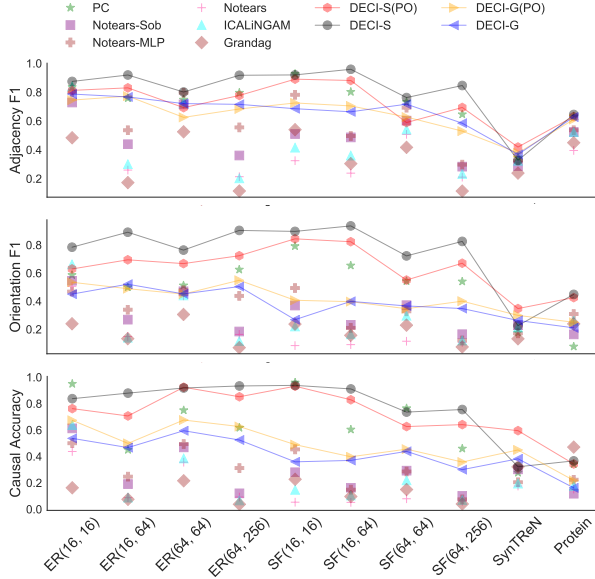 PC
Notears
DECI-S(PO)
DECI-G(PO)
Notears-Sob
ICALiNGAM
DECI-S
DECI-G
Notears-MLP
Grandag
Adjacency F1
1.0
0.8
0.6
0.4
0.2
Orientation F1
0.8
0.6
0.4
0.2
Causal Accuracy
1.0
0.8
0.6
0.4
0.2
0.0
ER(16, 16)
ER(16, 64)
ER(64, 64)
ER(64, 256)
SF(16, 16)
SF(16, 64)
SF(64, 64)
SF(64, 256)
SynTReN
Protein